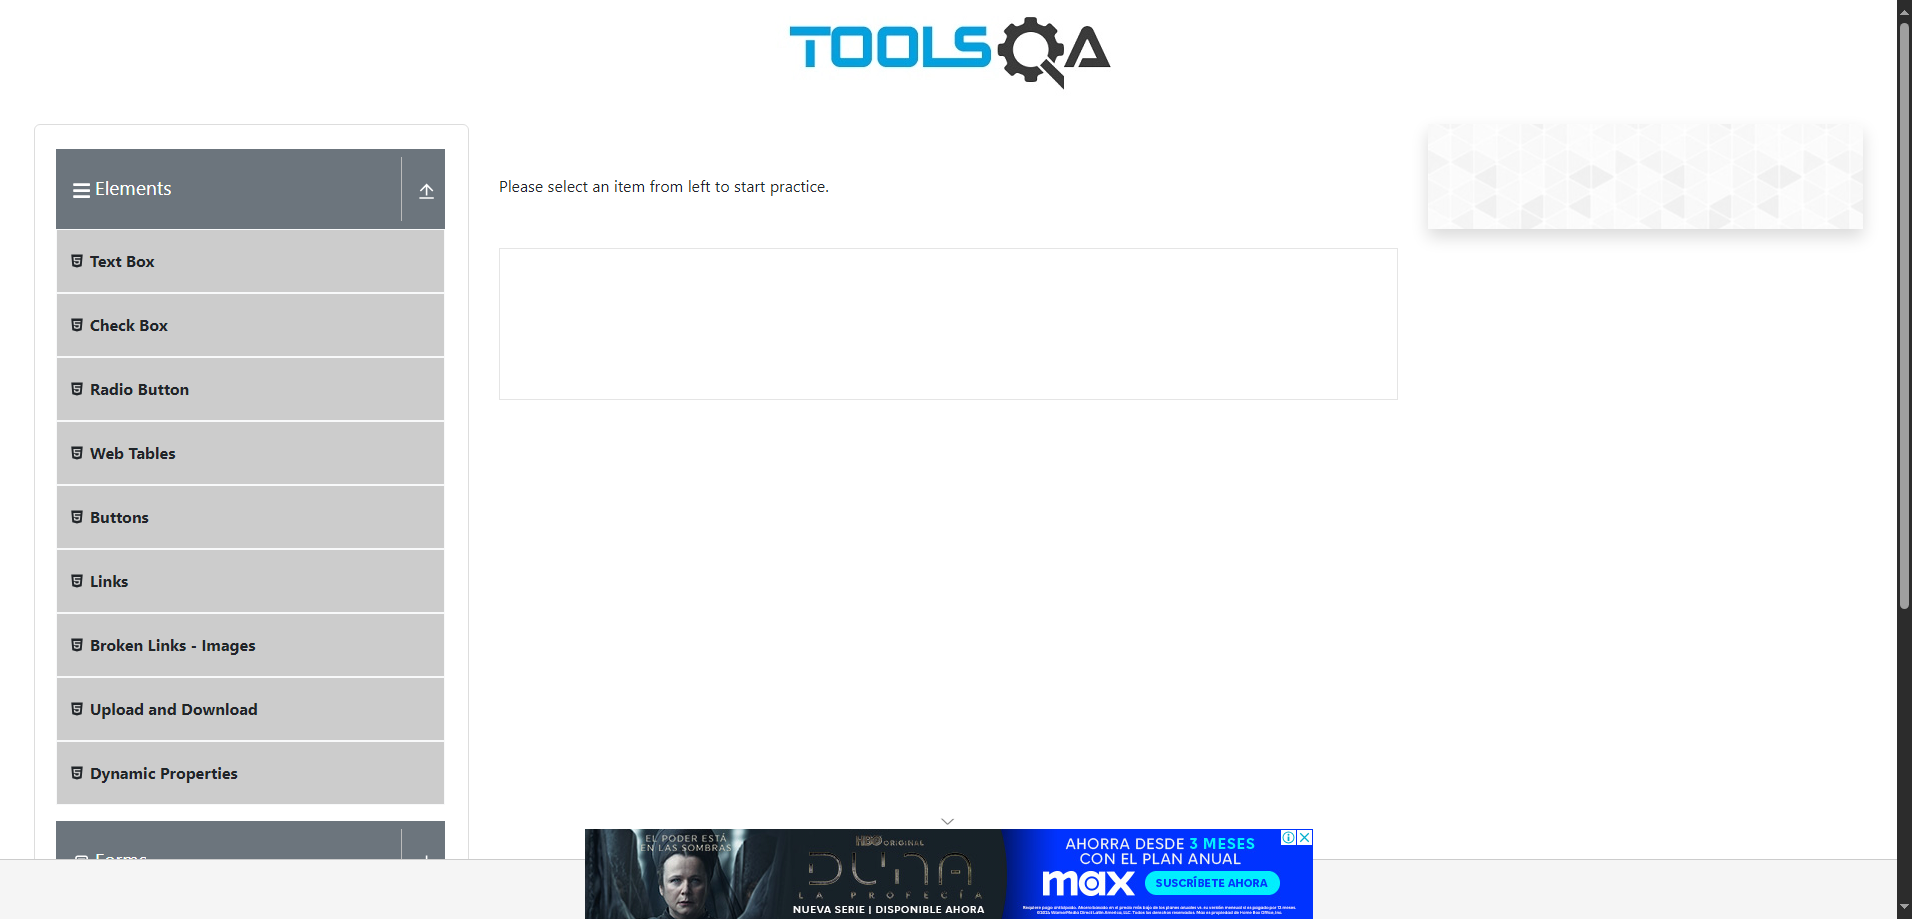 TOOLSQA
Elements
Text Box
Check Box
Radio Button
Web Tables
Buttons
Links
Broken Links - Images
Upload and Download
Dynamic Properties
Forms
Please select an item from left to start practice.
EL PODER ESTÁ
EN LAS SOMBRAS
HBO ORIGINAL
DUNA
LA PROFECÍA
NUEVA SERIE | DISPONIBLE AHORA
AHORRA DESDE 3 MESES
CON EL PLAN ANUAL
max
SUSCRÍBETE AHORA